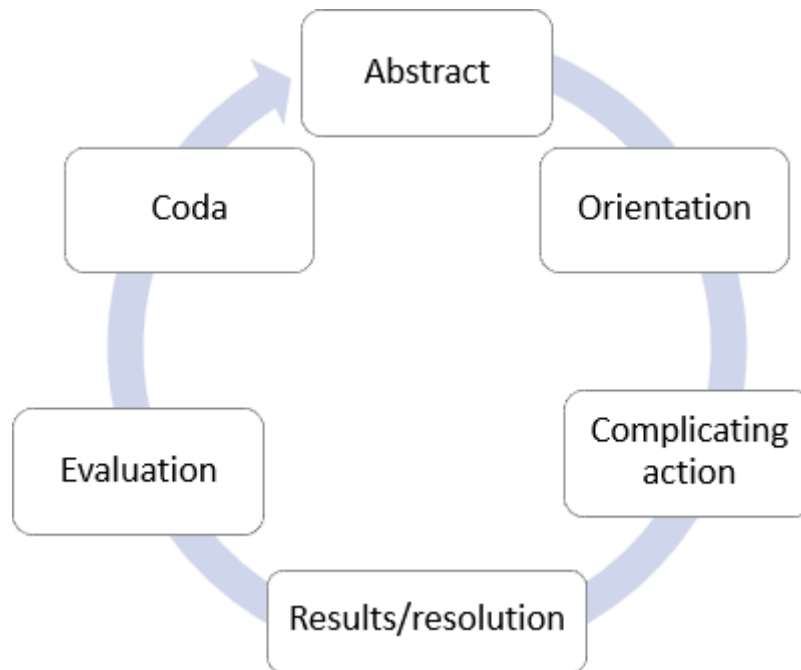 Abstract
Orientation
Complicating
action
Results/resolution
Evaluation
Coda